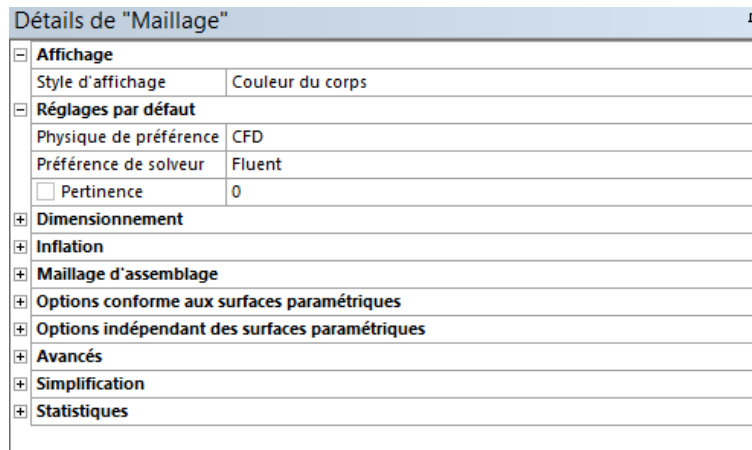 Détails de "Maillage"
Affichage
Style d'affichage Couleur du corps
Réglages par défaut
Physique de préférence CFD
Préférence de solveur Fluent
Pertinence 0
Dimensionnement
Inflation
Maillage d'assemblage
Options conforme aux surfaces paramétriques
Options indépendant des surfaces paramétriques
Avancés
Simplification
Statistiques